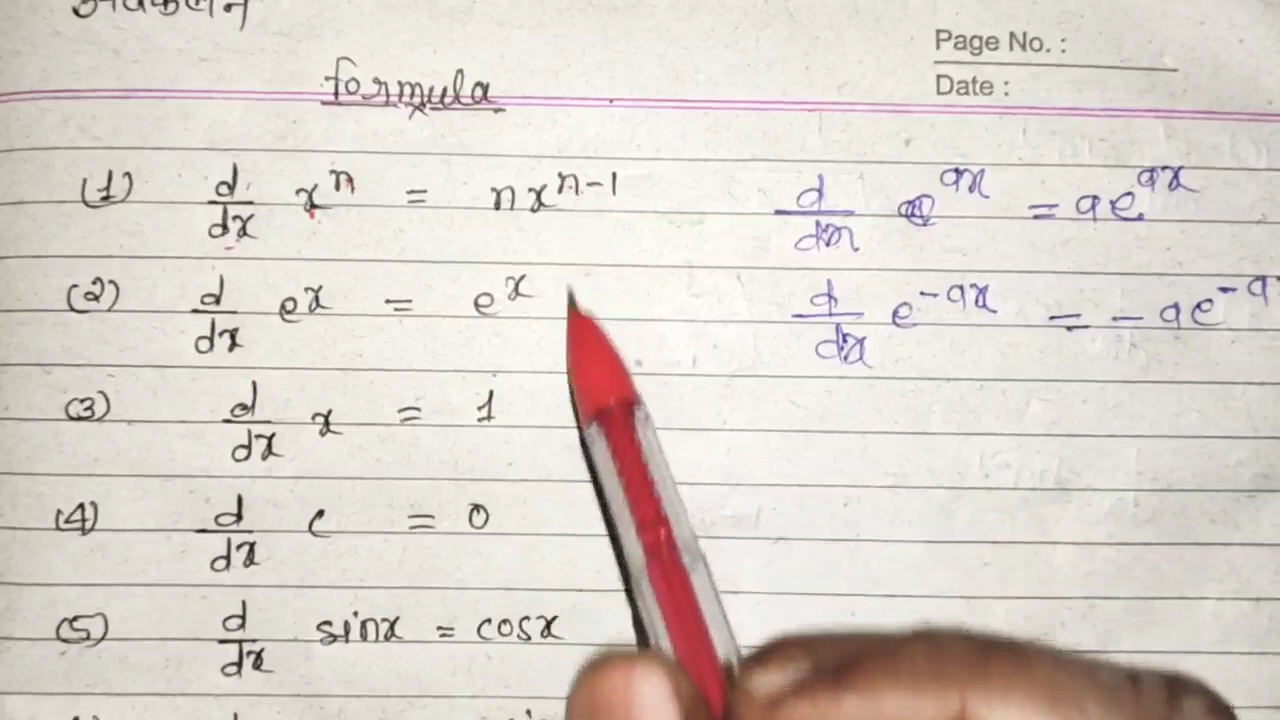 अवकलन
Page No. :
Date :
formula
(1) d/dx x^n = nx^(n-1)
d/dx e^(ax) = ae^(ax)
(2) d/dx e^x = e^x
d/dx e^(-ax) = -ae^(-a
(3) d/dx x = 1
(4) d/dx c = 0
(5) d/dx sinx = cosx